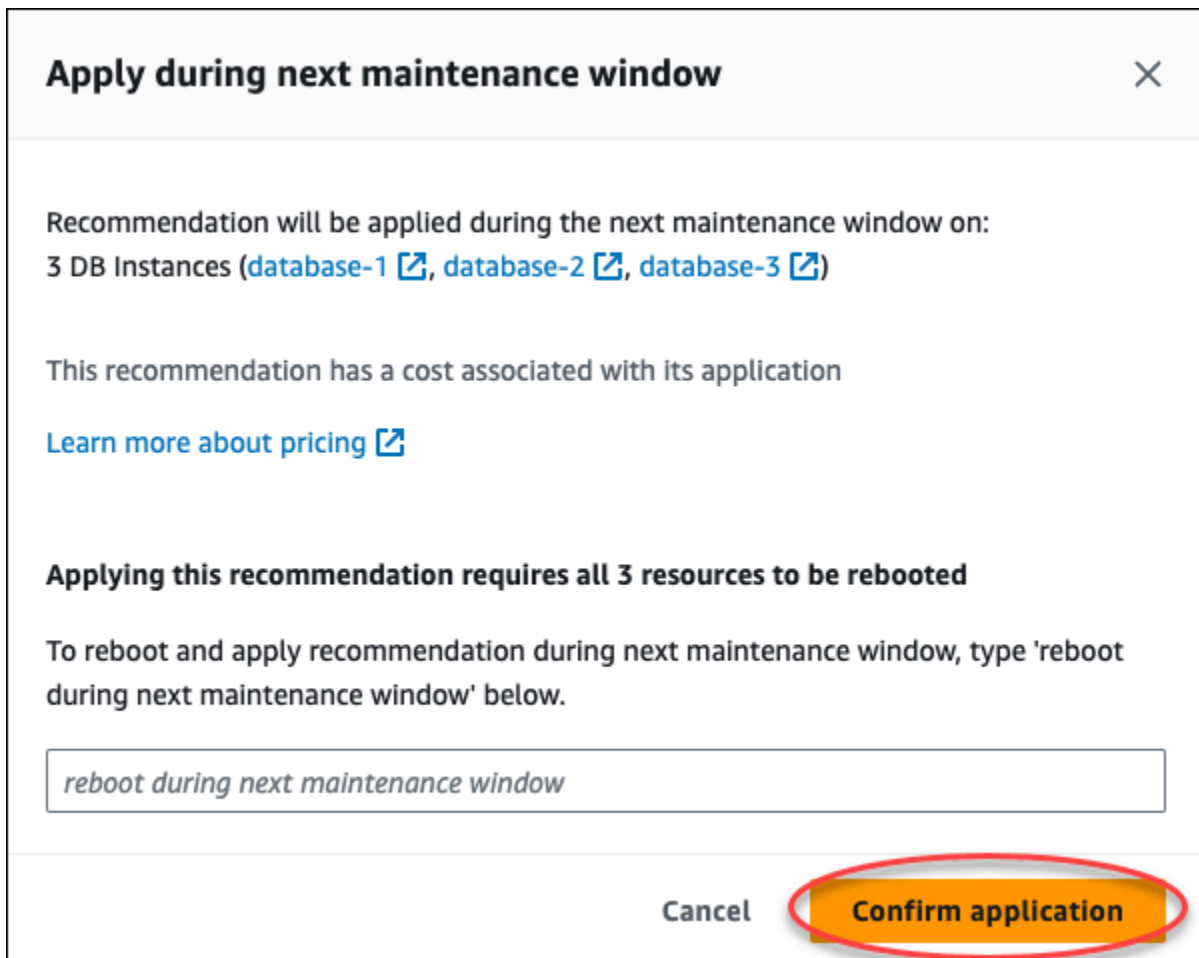 Apply during next maintenance window
Recommendation will be applied during the next maintenance window on:
3 DB Instances (database-1, database-2, database-3)
This recommendation has a cost associated with its application
Learn more about pricing
Applying this recommendation requires all 3 resources to be rebooted
To reboot and apply recommendation during next maintenance window, type 'reboot
during next maintenance window' below.
reboot during next maintenance window
Cancel Confirm application